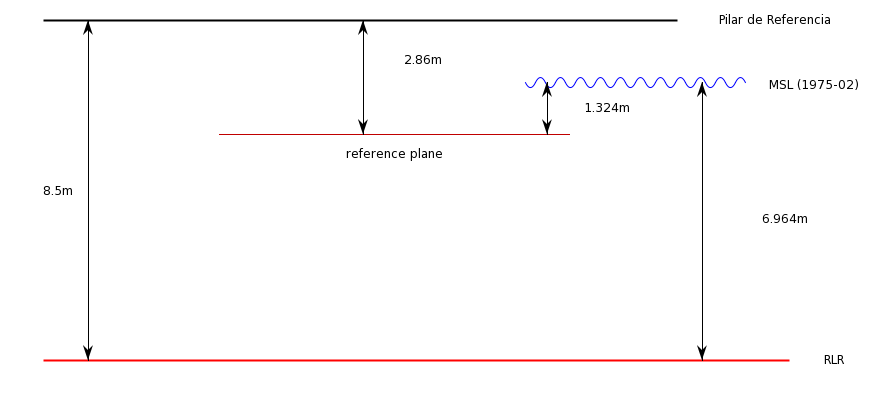 Pilar de Referencia
2.86m
MSL (1975-02)
1.324m
reference plane
8.5m
6.964m
RLR